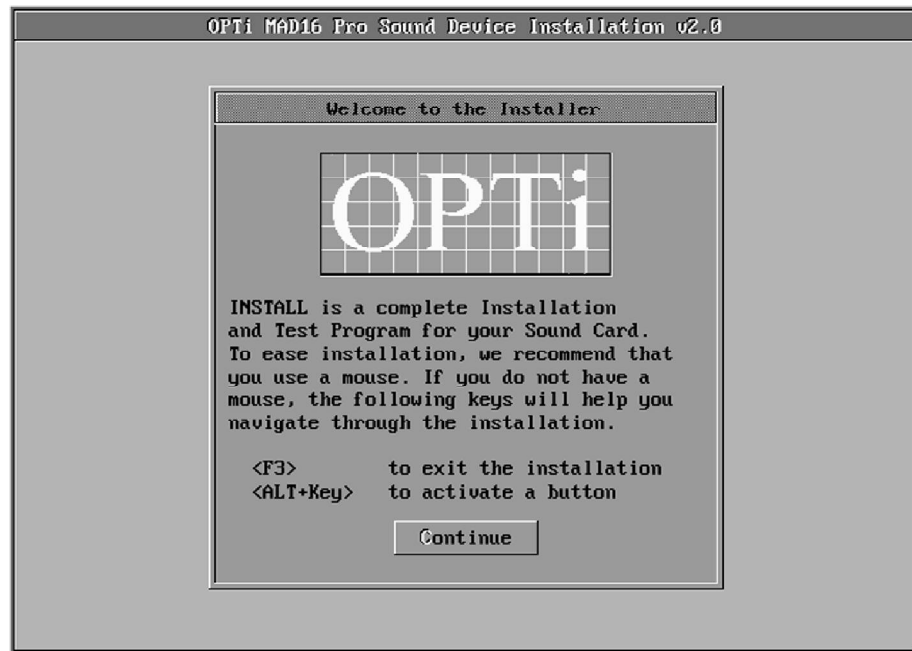 OPTi MAD16 Pro Sound Device Installation v2.0
Welcome to the Installer
OPTi
INSTALL is a complete Installation
and Test Program for your Sound Card.
To ease installation, we recommend that
you use a mouse. If you do not have a
mouse, the following keys will help you
navigate through the installation.
<F3> to exit the installation
<ALT+Key> to activate a button
Continue